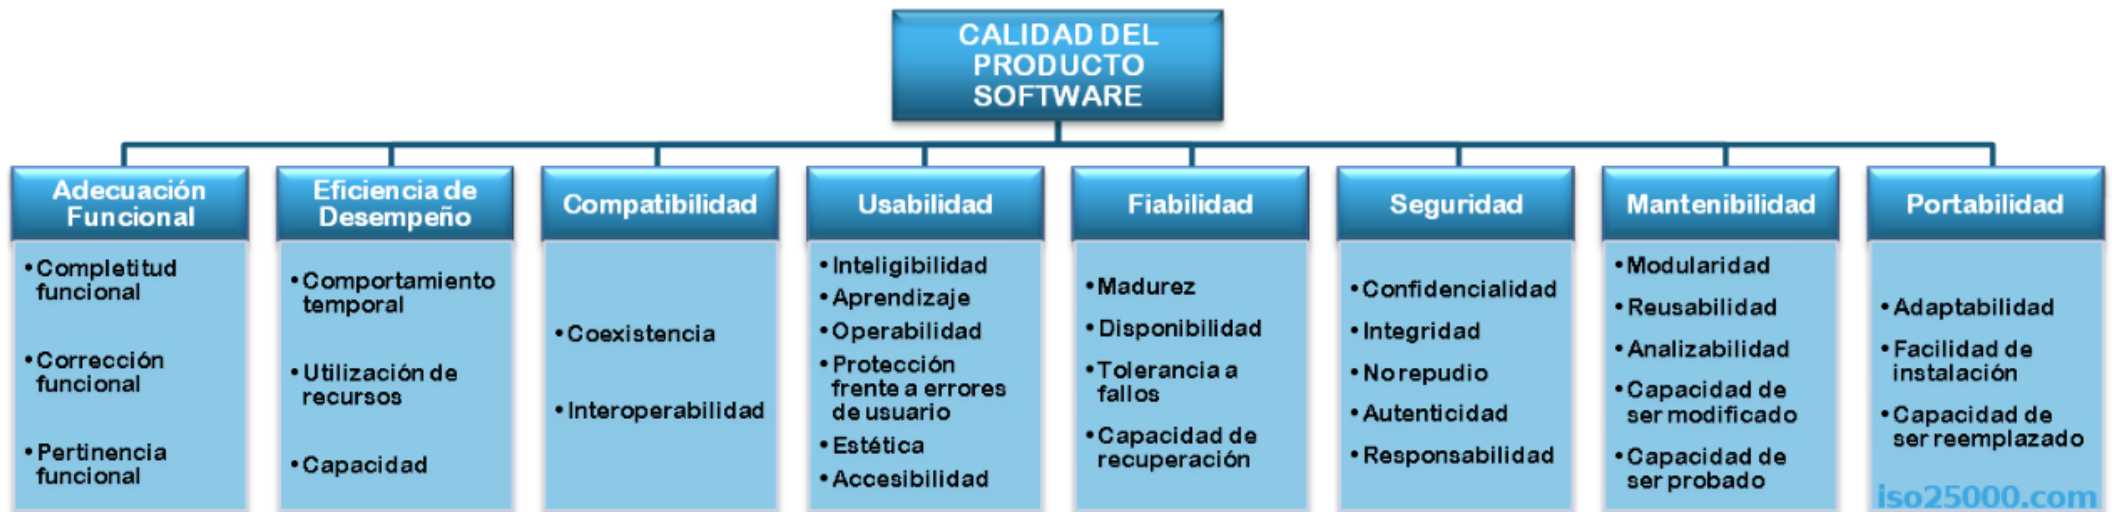 CALIDAD DEL
PRODUCTO
SOFTWARE
Adecuación
Funcional
•Completitud
funcional
•Corrección
funcional
•Pertinencia
funcional
Eficiencia de
Desempeño
•Comportamiento
temporal
•Utilización de
recursos
•Capacidad
Compatibilidad
•Coexistencia
•Interoperabilidad
Usabilidad
•Inteligibilidad
•Aprendizaje
•Operabilidad
•Protección
frente a errores
de usuario
•Estética
•Accesibilidad
Fiabilidad
•Madurez
•Disponibilidad
•Tolerancia a
fallos
•Capacidad de
recuperación
Seguridad
•Confidencialidad
•Integridad
•No repudio
•Autenticidad
•Responsabilidad
Mantenibilidad
•Modularidad
•Reusabilidad
•Analizabilidad
•Capacidad de
ser modificado
•Capacidad de
ser probado
Portabilidad
•Adaptabilidad
•Facilidad de
instalación
•Capacidad de
ser reemplazado
iso25000.com